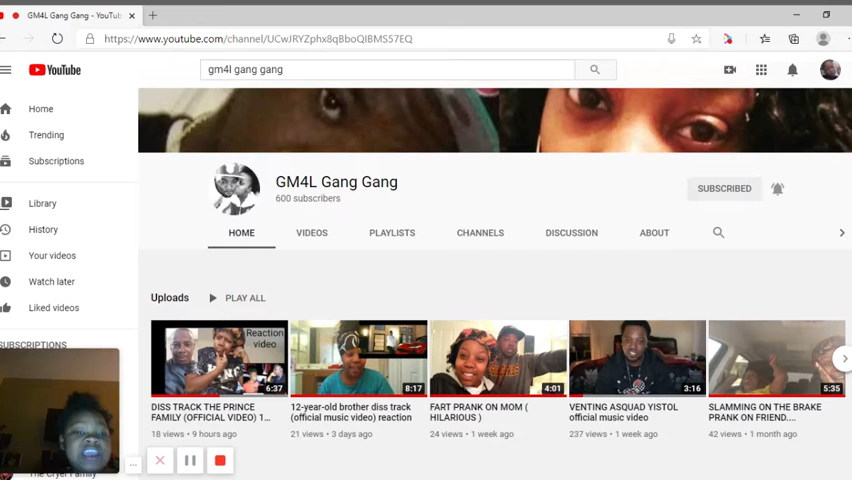 GM4L Gang Gang - YouTub
https://www.youtube.com/channel/UCwJRYZphx8qBboQJBMS57EQ
YouTube
gm4l gang gang
Home
Trending
Subscriptions
Library
History
Your videos
Watch later
Liked videos
SUBSCRIPTIONS
GM4L Gang Gang
600 subscribers
SUBSCRIBED
HOME VIDEOS PLAYLISTS CHANNELS DISCUSSION ABOUT
Uploads PLAY ALL
Reaction
video
6:37 8:17 4:01 3:16 5:35
DISS TRACK THE PRINCE
FAMILY (OFFICIAL VIDEO) 1...
18 views • 9 hours ago
12-year-old brother diss track
(official music video) reaction
21 views • 3 days ago
FART PRANK ON MOM (
HILARIOUS )
24 views • 1 week ago
VENTING ASQUAD YISTOL
official music video
237 views • 1 week ago
SLAMMING ON THE BRAKE
PRANK ON FRIEND....
42 views • 1 month ago
The Cryer Family